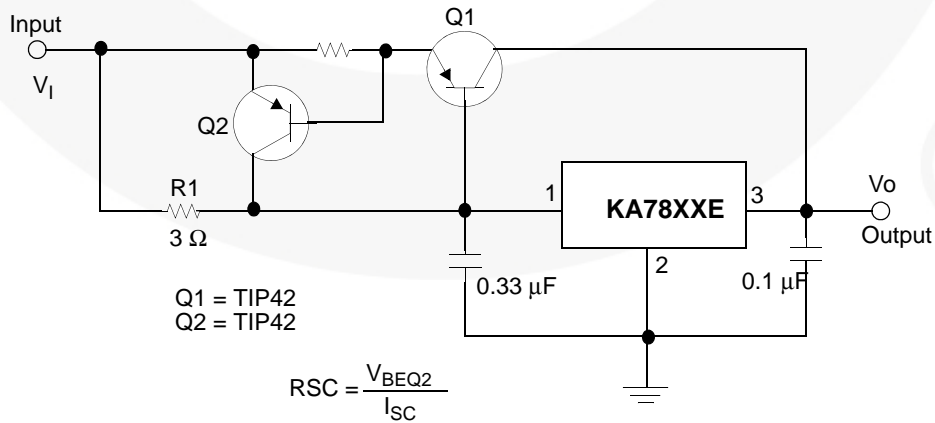 Input
Q1
V_I
Q2
R1
3 Ω
1
KA78XXE
3
Vo
Output
2
0.33 μF
0.1 μF
Q1 = TIP42
Q2 = TIP42
RSC = V_BEQ2 / I_SC